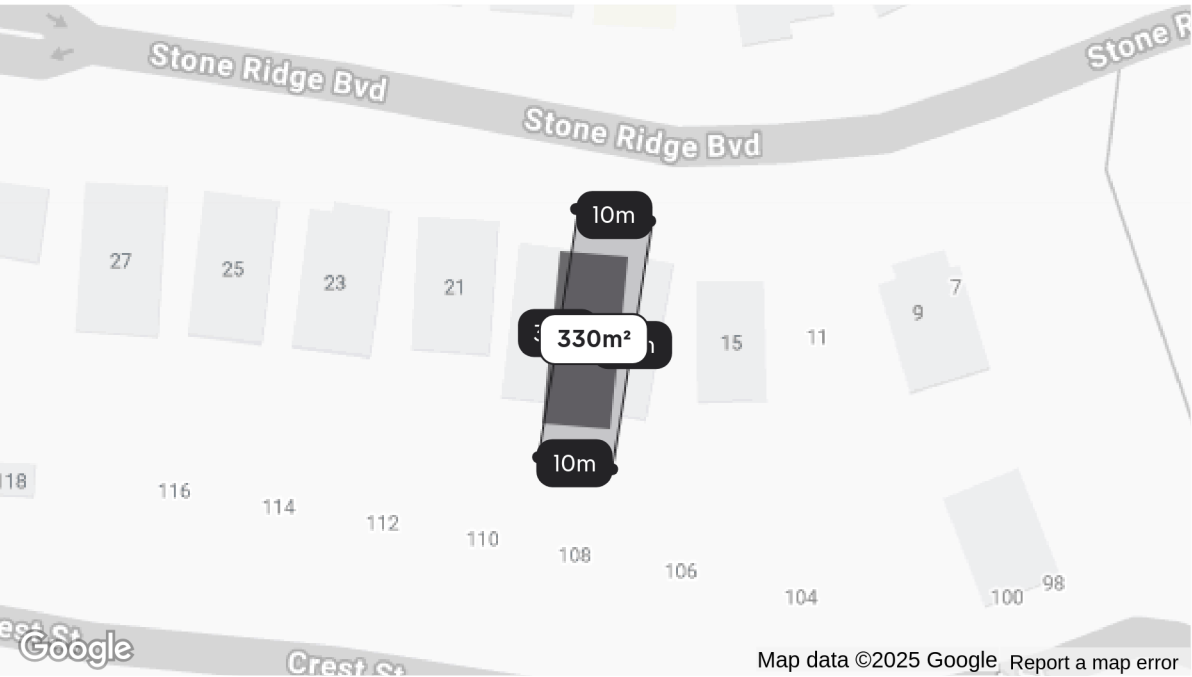 Stone Ridge Bvd
Stone Ridge Bvd
Stone R
10m
27
25
23
21
330m²
15
11
9
7
10m
118
116
114
112
110
108
106
104
100
98
Crest St
Google
Map data ©2025 Google
Report a map error